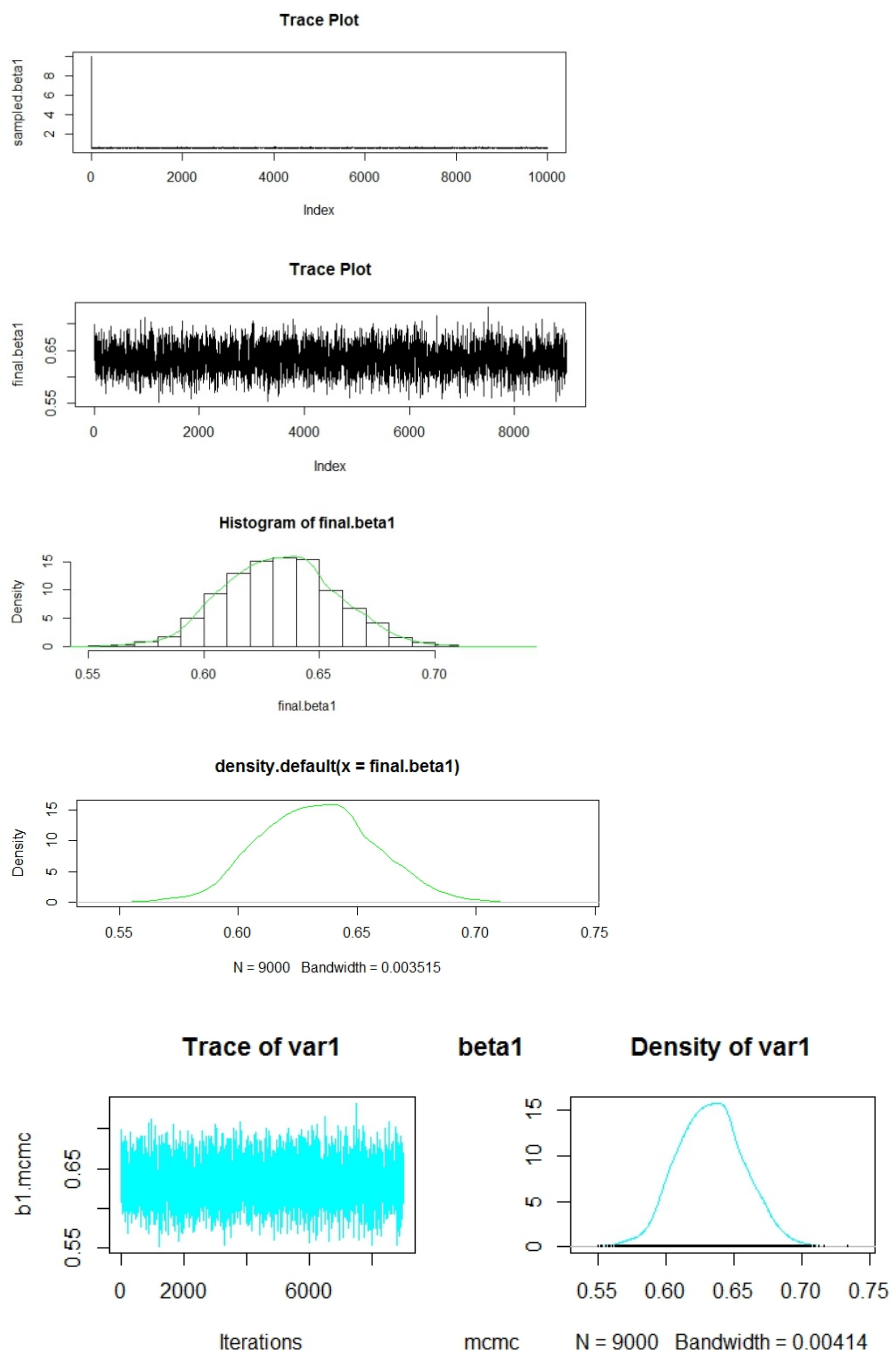 Trace Plot
sampled.beta1
8
6
4
2
0 2000 4000 6000 8000 10000
Index
Trace Plot
final.beta1
0.65
0.55
0 2000 4000 6000 8000
Index
Histogram of final.beta1
Density
15
10
5
0
0.55 0.60 0.65 0.70
final.beta1
density.default(x = final.beta1)
Density
15
10
5
0
0.55 0.60 0.65 0.70 0.75
N = 9000 Bandwidth = 0.003515
Trace of var1 beta1 Density of var1
b1.mcmc
0.65
0.55
0 2000 6000
Iterations
mcmc
15
10
5
0
0.55 0.60 0.65 0.70 0.75
N = 9000 Bandwidth = 0.00414